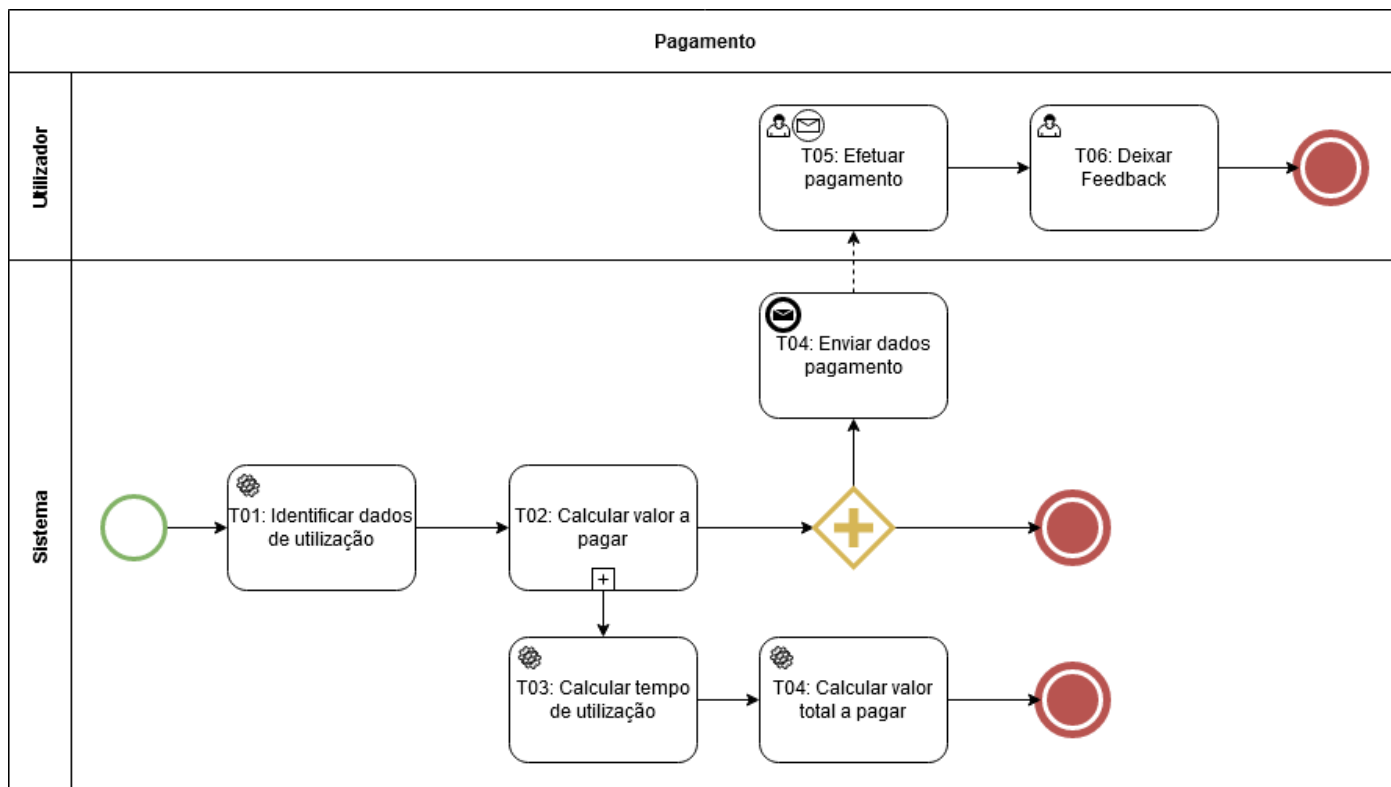 Pagamento
Utilizador
T05: Efetuar
pagamento
T06: Deixar
Feedback
Sistema
T04: Enviar dados
pagamento
T01: Identificar dados
de utilização
T02: Calcular valor a
pagar
T03: Calcular tempo
de utilização
T04: Calcular valor
total a pagar